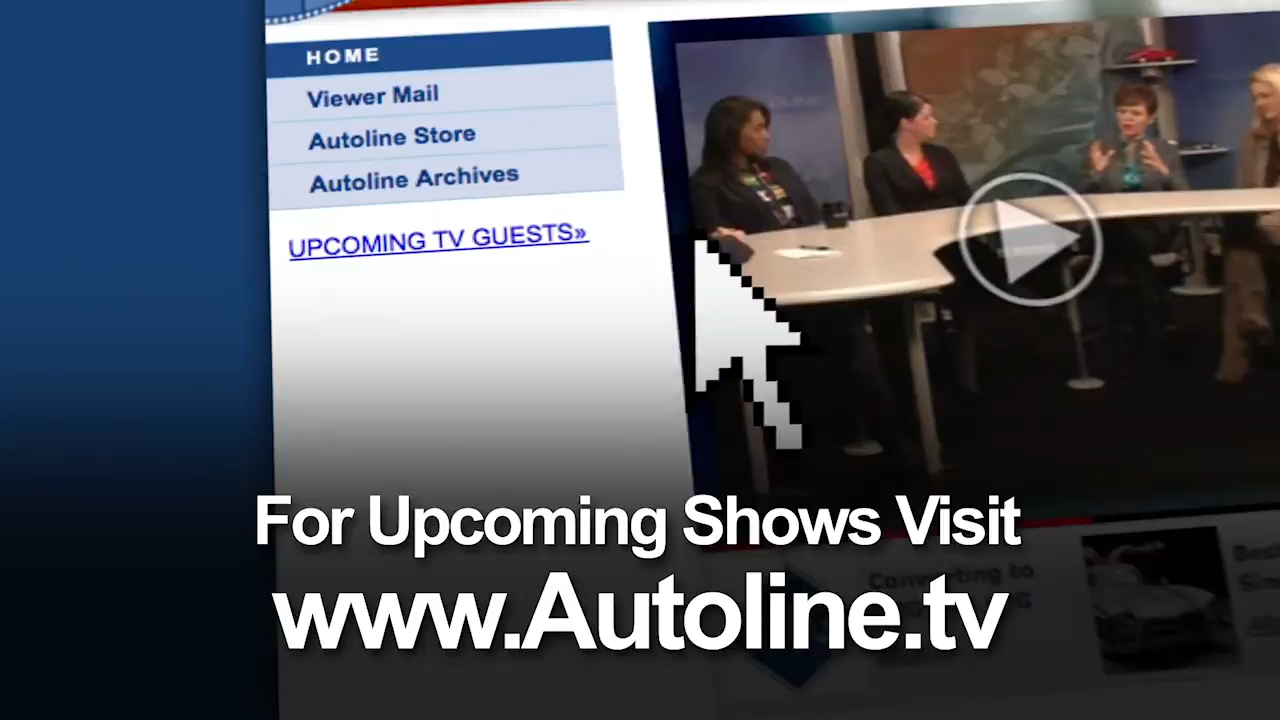 HOME
Viewer Mail
Autoline Store
Autoline Archives
UPCOMING TV GUESTS»
For Upcoming Shows Visit
www.Autoline.tv